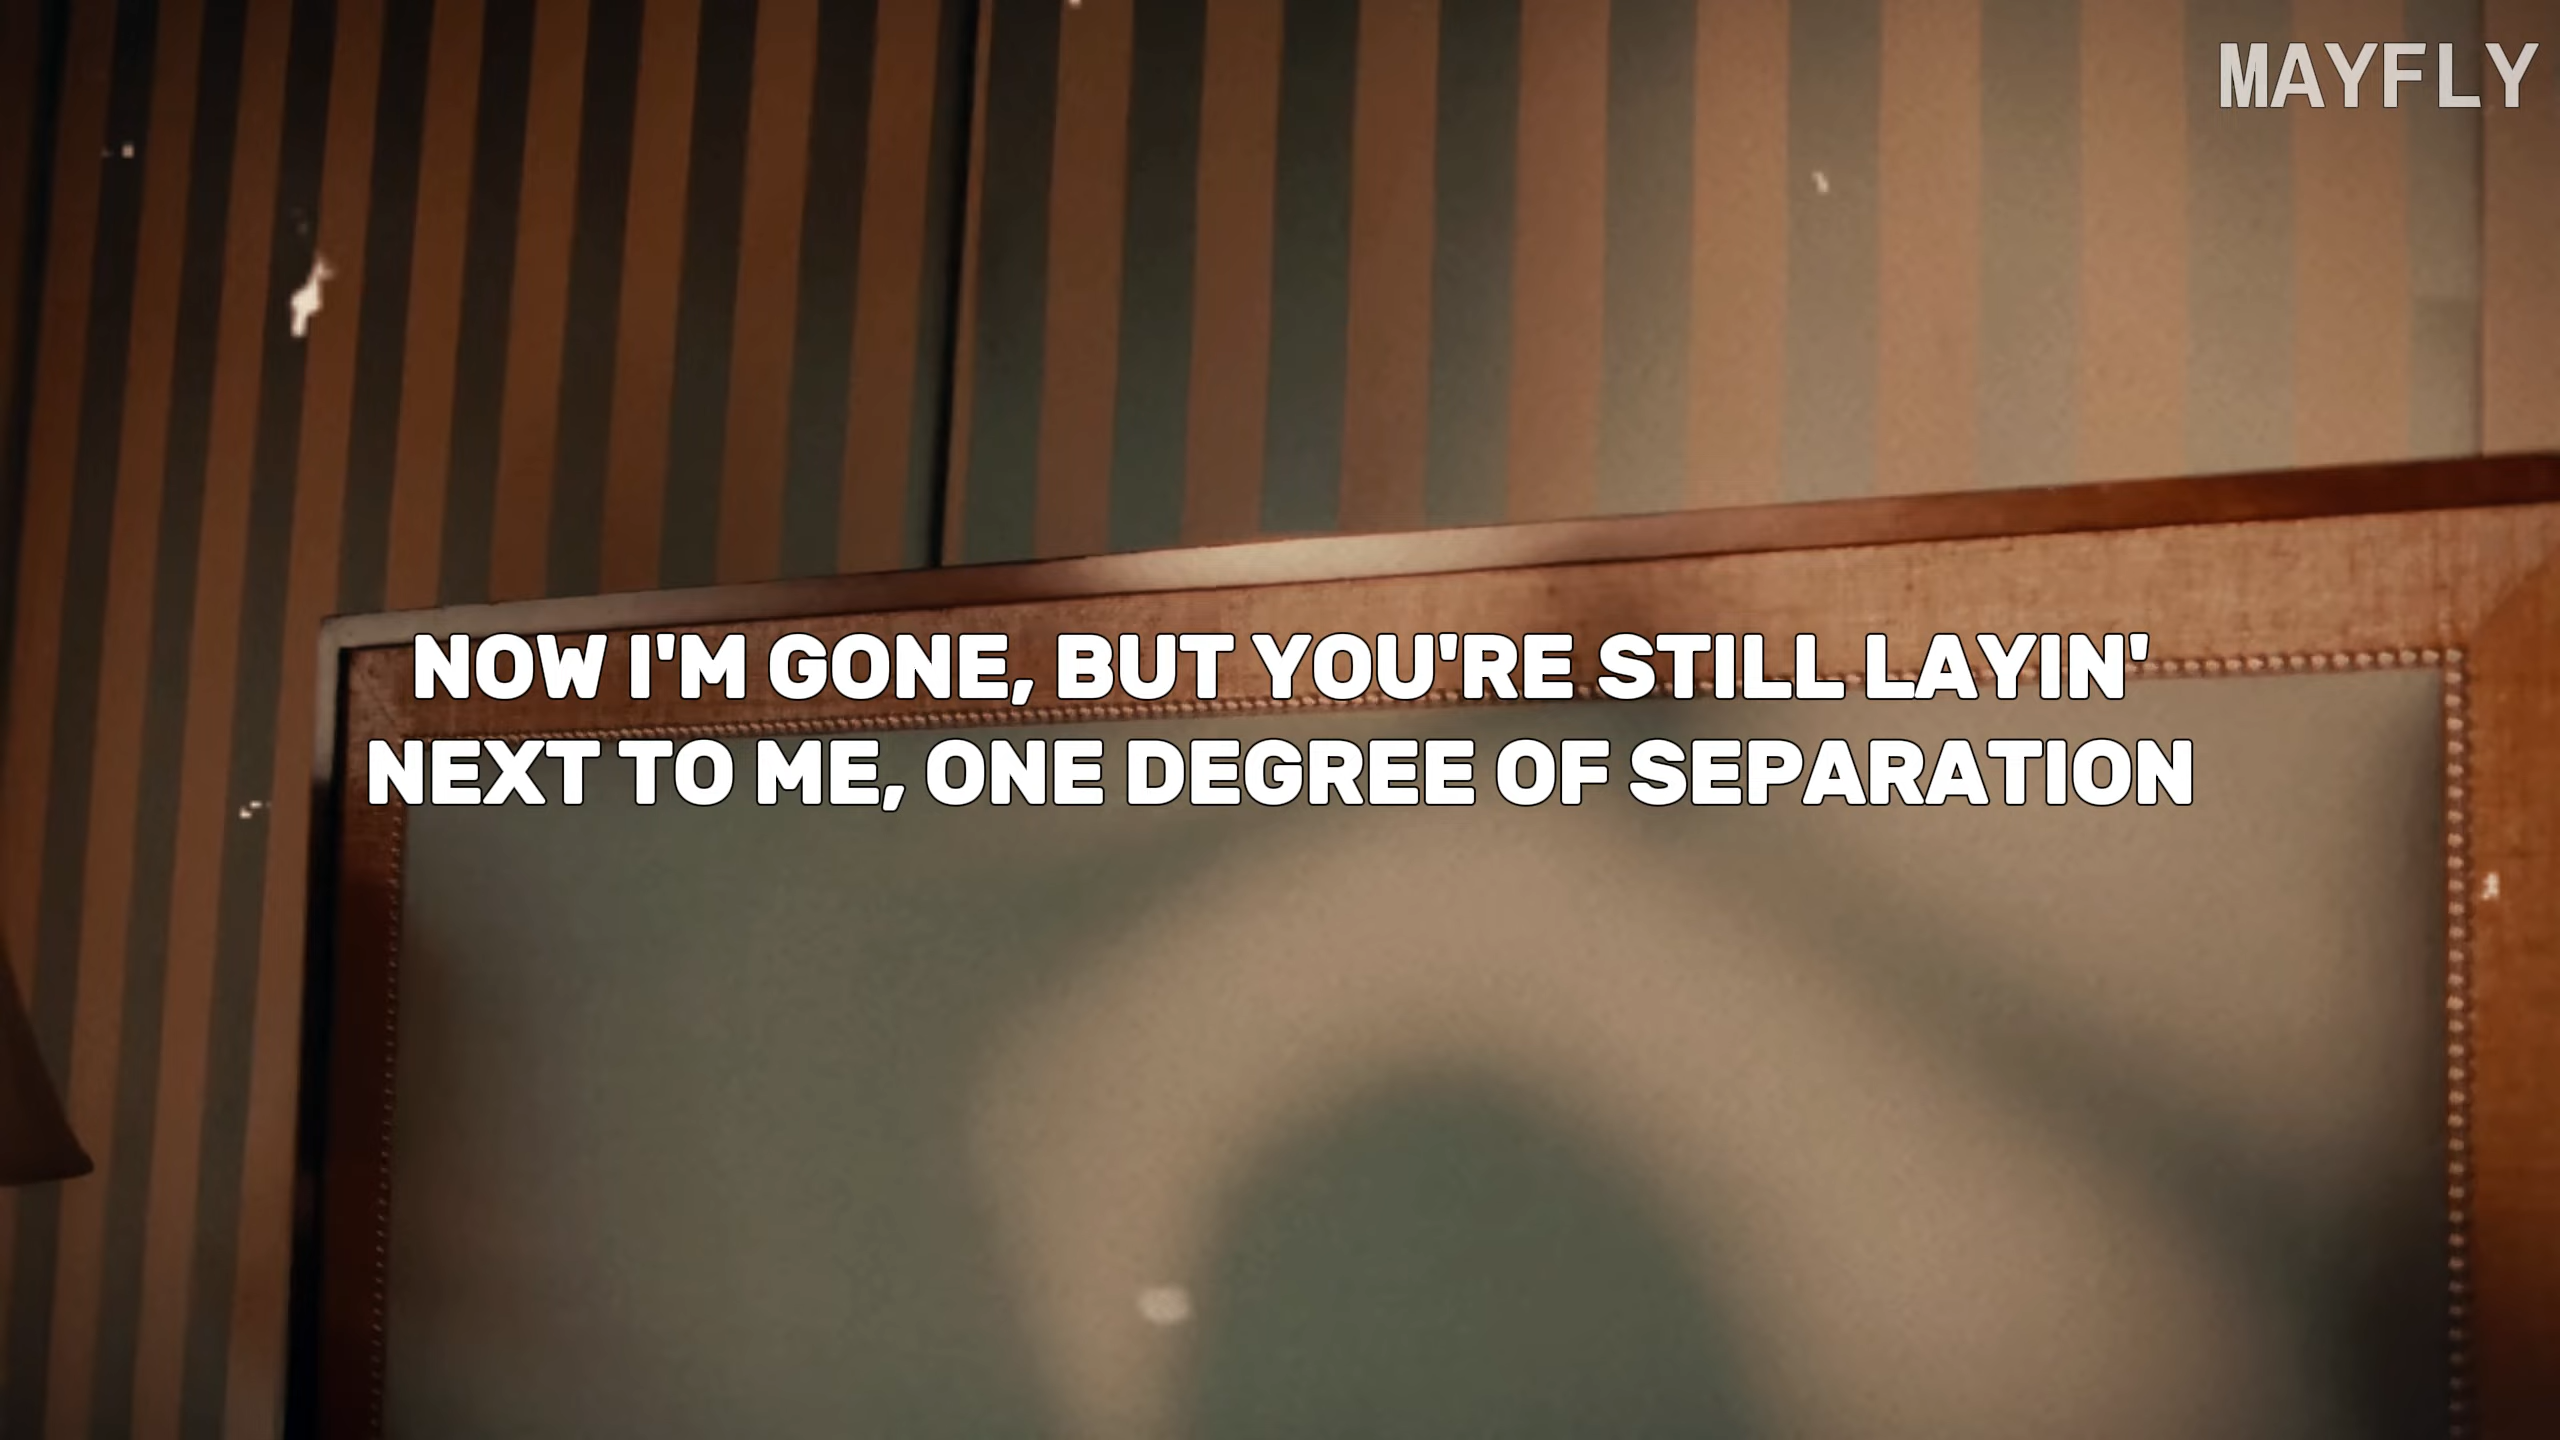 MAYFLY
NOW I'M GONE, BUT YOU'RE STILL LAYIN'
NEXT TO ME, ONE DEGREE OF SEPARATION